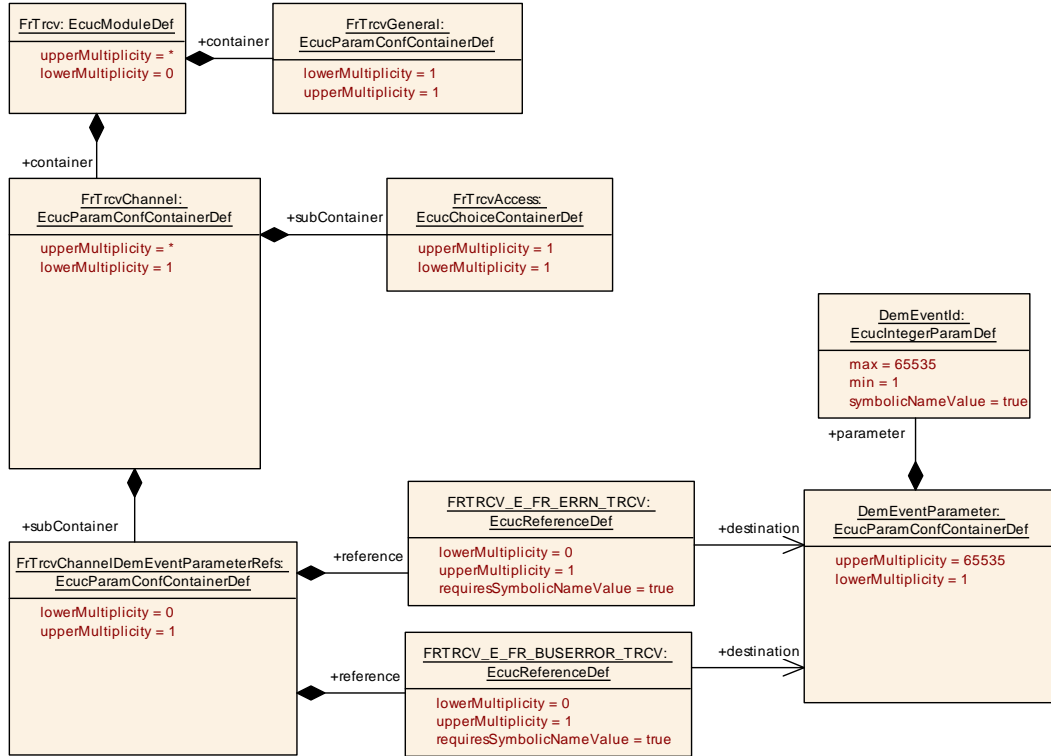 FrTrcv: EcucModuleDef
upperMultiplicity = *
lowerMultiplicity = 0
+container
FrTrcvGeneral:
EcucParamConfContainerDef
lowerMultiplicity = 1
upperMultiplicity = 1
+container
FrTrcvChannel:
EcucParamConfContainerDef
upperMultiplicity = *
lowerMultiplicity = 1
+subContainer
FrTrcvAccess:
EcucChoiceContainerDef
upperMultiplicity = 1
lowerMultiplicity = 1
DemEventId:
EcucIntegerParamDef
max = 65535
min = 1
symbolicNameValue = true
+parameter
+subContainer
FrTrcvChannelDemEventParameterRefs:
EcucParamConfContainerDef
lowerMultiplicity = 0
upperMultiplicity = 1
+reference
FRTRCV_E_FR_ERRN_TRCV:
EcucReferenceDef
lowerMultiplicity = 0
upperMultiplicity = 1
requiresSymbolicNameValue = true
+destination
DemEventParameter:
EcucParamConfContainerDef
upperMultiplicity = 65535
lowerMultiplicity = 1
+reference
FRTRCV_E_FR_BUSERROR_TRCV:
EcucReferenceDef
lowerMultiplicity = 0
upperMultiplicity = 1
requiresSymbolicNameValue = true
+destination